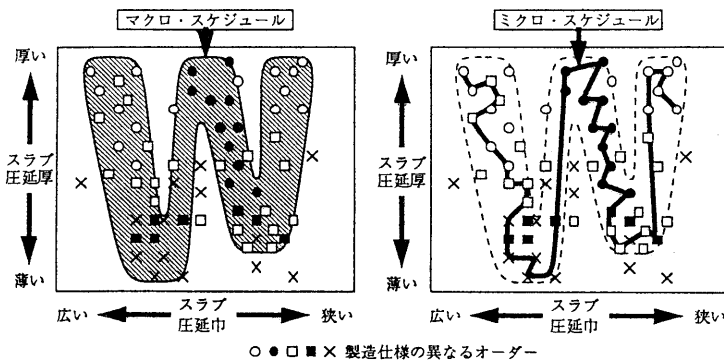 マクロ・スケジュール
厚い
スラブ
圧延厚
薄い
広い
スラブ
圧延巾
狭い
ミクロ・スケジュール
厚い
スラブ
圧延厚
薄い
広い
スラブ
圧延巾
狭い
○ ● □ ■ × 製造仕様の異なるオーダー